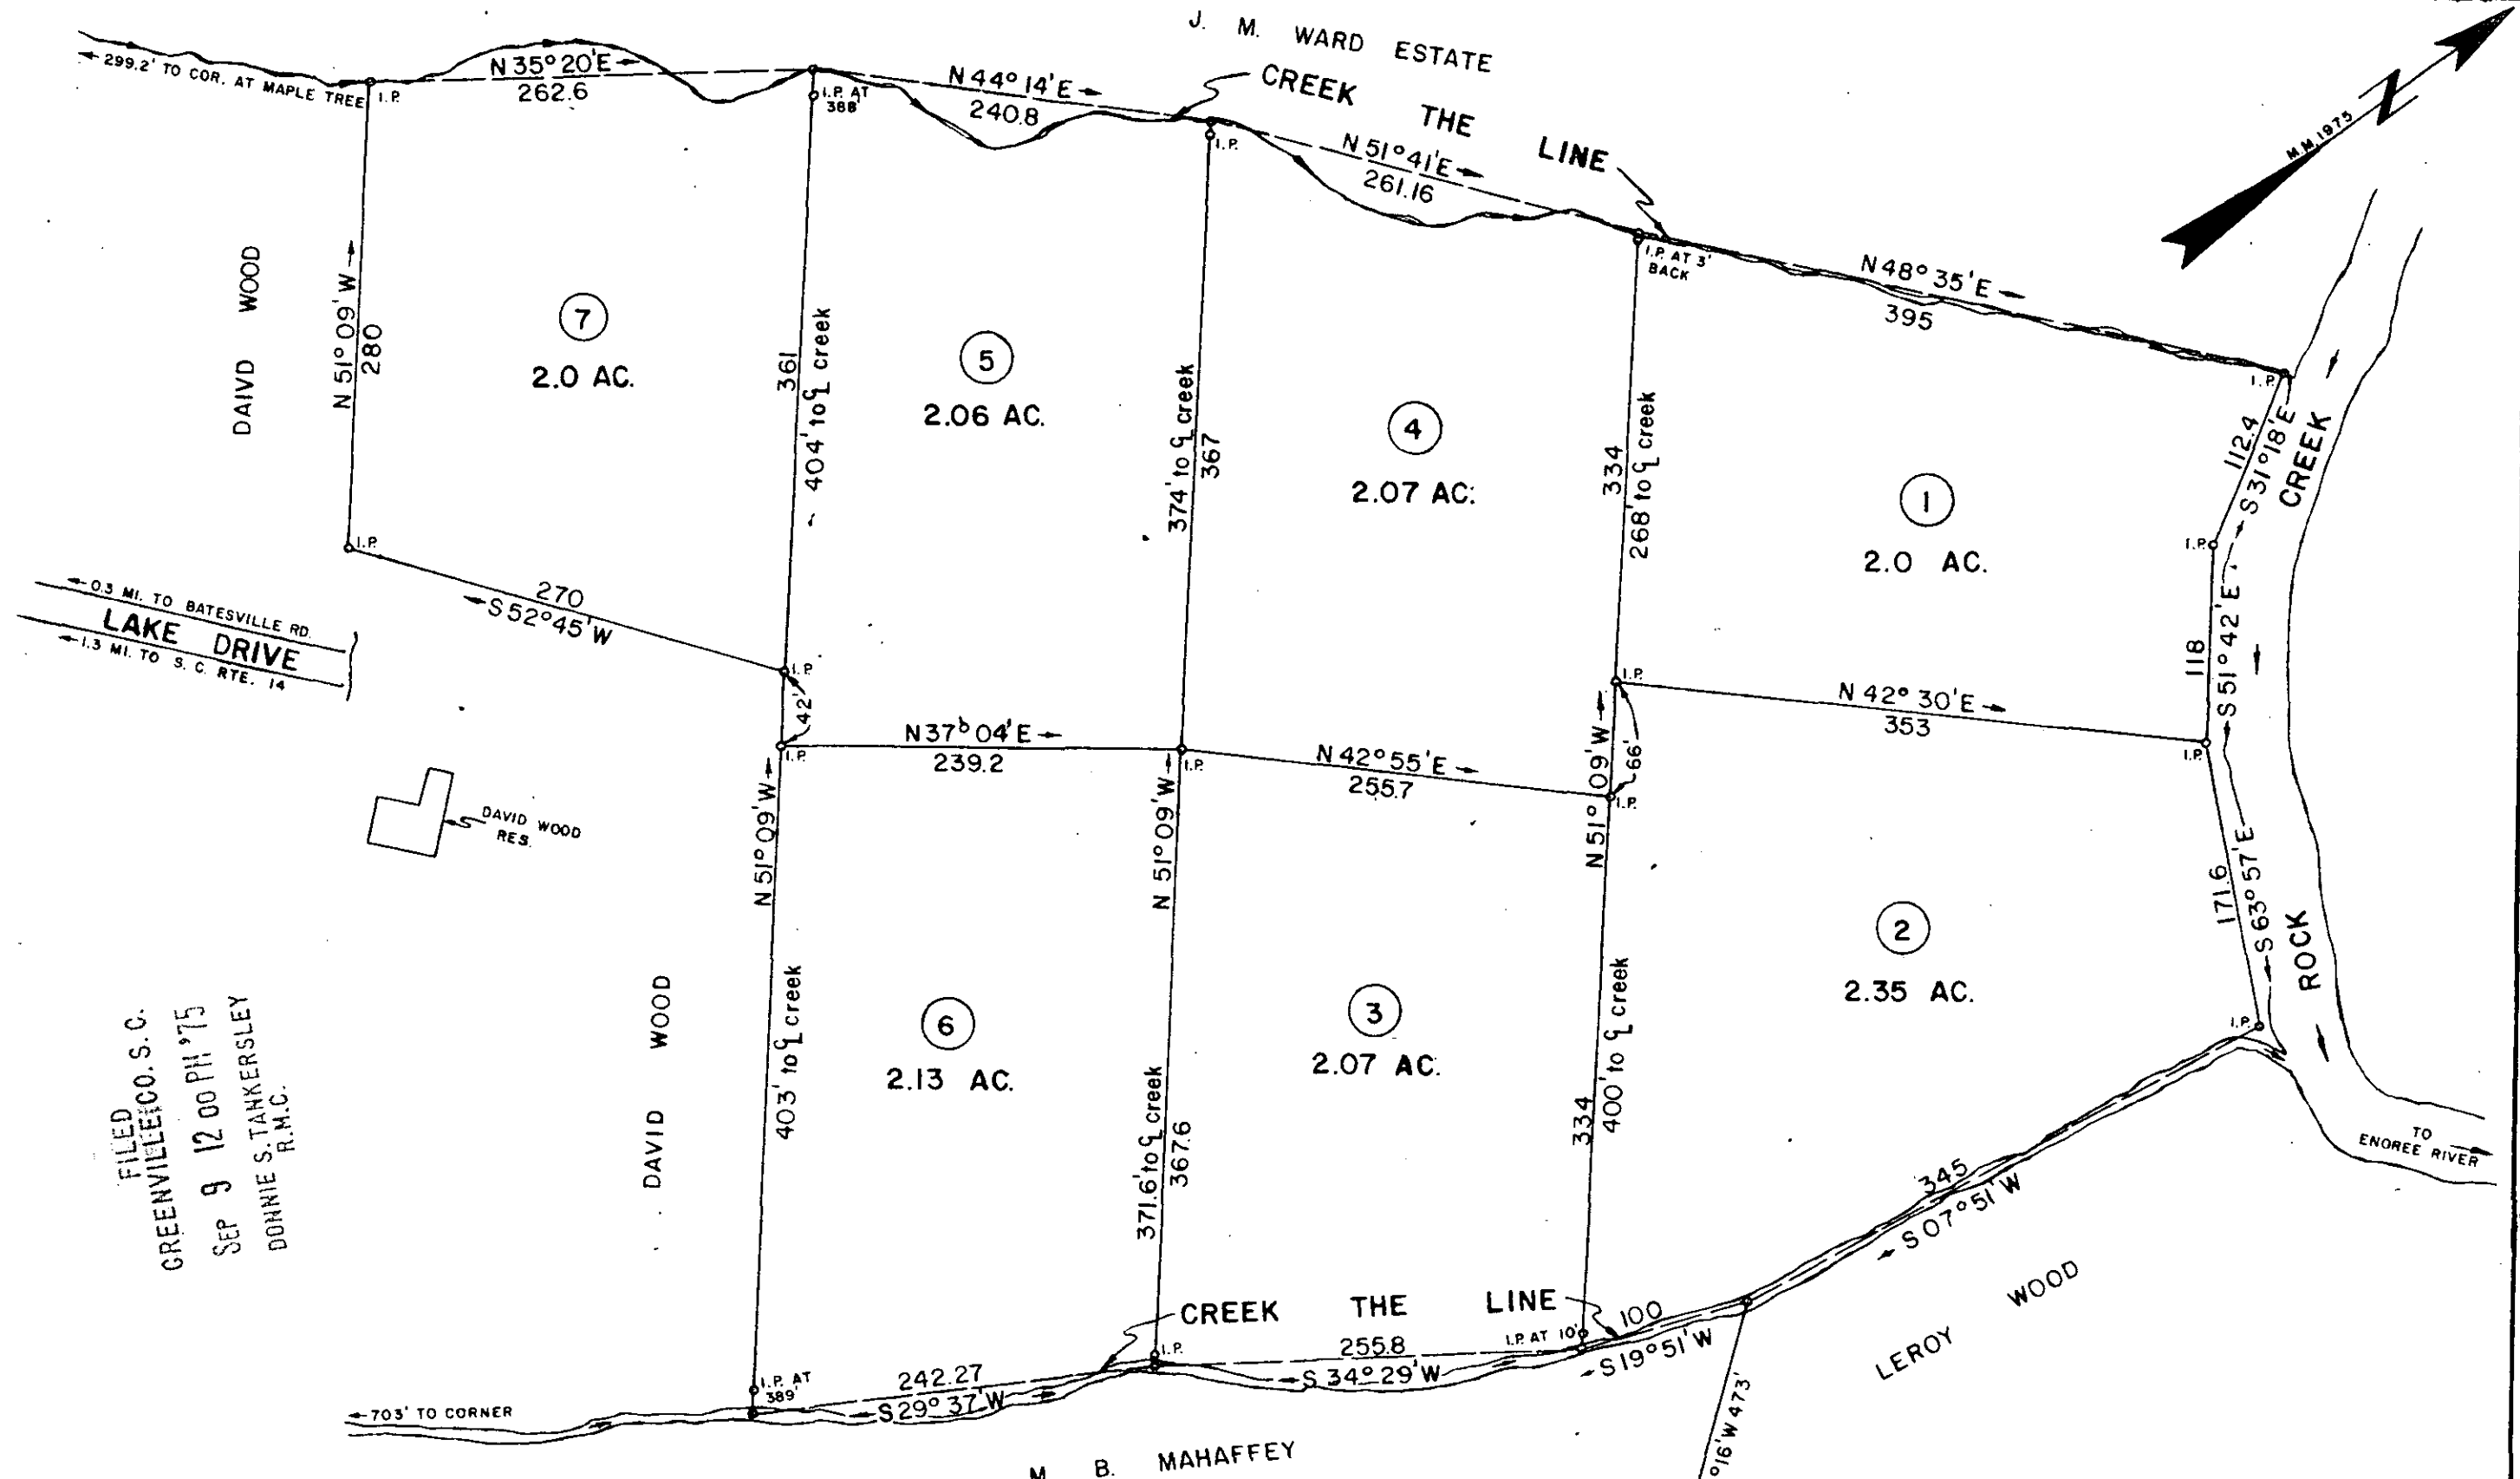 J. M. WARD ESTATE
299.2' TO COR. AT MAPLE TREE
I.P.
N 35° 20'E
262.6
I.P. AT
388'
N 44° 14'E
240.8
CREEK THE LINE
I.P.
N 51° 41'E
261.16
I.P. AT 3'
BACK
N 48° 35'E
395
M.M. 1975
N
I.P.
DAIVD WOOD
N 51° 09'W
280
7
2.0 AC.
361
404' to ℄ creek
5
2.06 AC.
374' to ℄ creek
367
4
2.07 AC.
334
268' to ℄ creek
1
2.0 AC.
112.4
S 31° 18'E
CREEK
I.P.
118
S 51° 42'E
I.P.
I.P.
270
S 52° 45'W
0.3 MI. TO BATESVILLE RD.
LAKE DRIVE
1.3 MI. TO S. C. RTE. 14
I.P.
42'
I.P.
N 37° 04'E
239.2
I.P.
N 42° 55'E
255.7
I.P.
66'
I.P.
N 51° 09'W
N 42° 30'E
353
DAVID WOOD
RES.
N 51° 09'W
403' to ℄ creek
N 51° 09'W
371.6' to ℄ creek
367.6
334
400' to ℄ creek
171.6
S 63° 57'E
ROCK
I.P.
2
2.35 AC.
3
2.07 AC.
6
2.13 AC.
DAVID WOOD
FILED
GREENVILLE CO. S. C.
SEP 9 12 00 PM '75
DONNIE S. TANKERSLEY
R.M.C.
TO
ENOREE RIVER
345
S 07° 51'W
LEROY WOOD
CREEK THE LINE
I.P.
255.8
I.P. AT 10'
100
S 34° 29'W
S 19° 51'W
I.P. AT
389'
242.27
S 29° 37'W
703' TO CORNER
M. B. MAHAFFEY
°16'W 473'